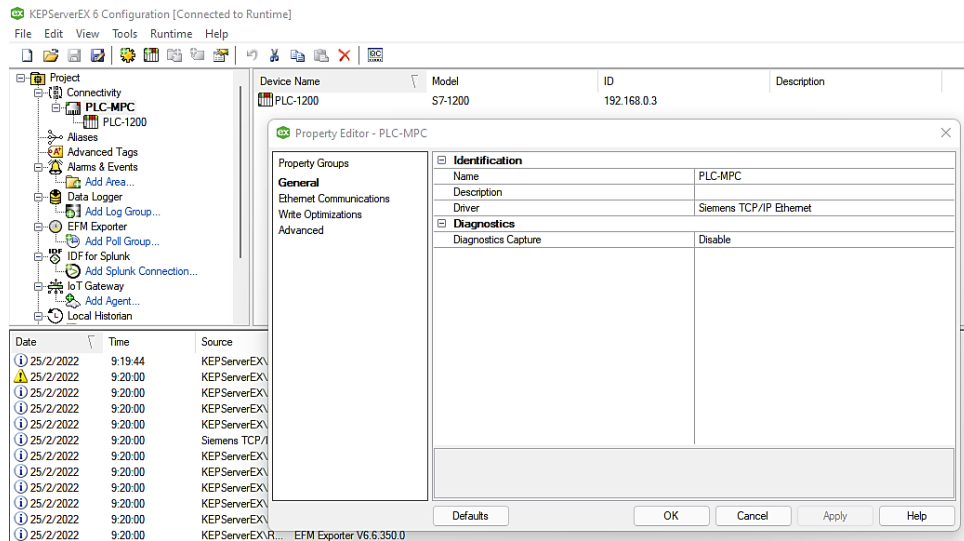 KEPServerEX 6 Configuration [Connected to Runtime]
File Edit View Tools Runtime Help
Project
Connectivity
PLC-MPC
PLC-1200
Aliases
Advanced Tags
Alarms & Events
Add Area...
Data Logger
Add Log Group...
EFM Exporter
Add Poll Group...
IDF for Splunk
Add Splunk Connection...
IoT Gateway
Add Agent...
Local Historian
Device Name Model ID Description
PLC-1200 S7-1200 192.168.0.3
Property Editor - PLC-MPC
Property Groups
General
Ethernet Communications
Write Optimizations
Advanced
Identification
Name PLC-MPC
Description
Driver Siemens TCP/IP Ethernet
Diagnostics
Diagnostics Capture Disable
Defaults OK Cancel Apply Help
Date Time Source
25/2/2022 9:19:44 KEPServerEX\
25/2/2022 9:20:00 KEPServerEX\
25/2/2022 9:20:00 KEPServerEX\
25/2/2022 9:20:00 KEPServerEX\
25/2/2022 9:20:00 KEPServerEX\
25/2/2022 9:20:00 Siemens TCP/I
25/2/2022 9:20:00 KEPServerEX\
25/2/2022 9:20:00 KEPServerEX\
25/2/2022 9:20:00 KEPServerEX\
25/2/2022 9:20:00 KEPServerEX\
25/2/2022 9:20:00 KEPServerEX\
25/2/2022 9:20:00 KEPServerEX\R... EFM Exporter V6.6.350.0